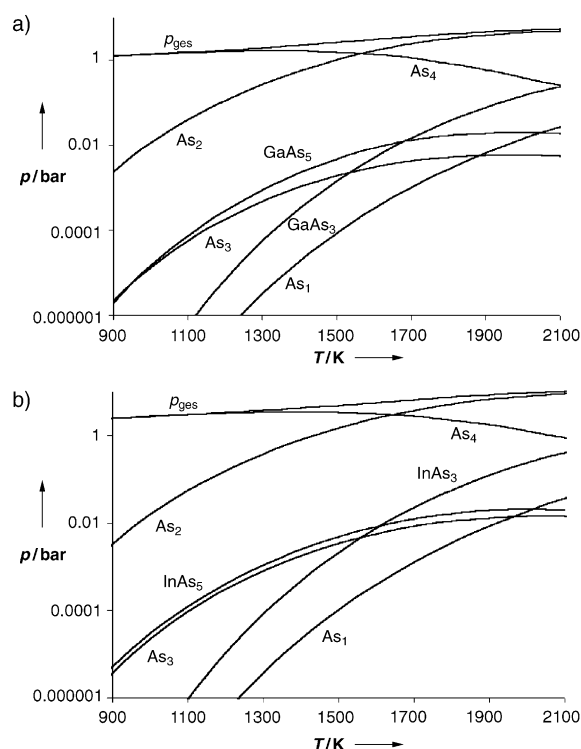 a)
p_ges
1
As₄
As₂
0.01
GaAs₅
p/bar
0.0001
As₃
GaAs₃
As₁
0.000001
900 1100 1300 1500 1700 1900 2100
T/K
b)
p_ges
1
As₄
InAs₃
As₂
0.01
p/bar
InAs₅
0.0001
As₁
As₃
0.000001
900 1100 1300 1500 1700 1900 2100
T/K